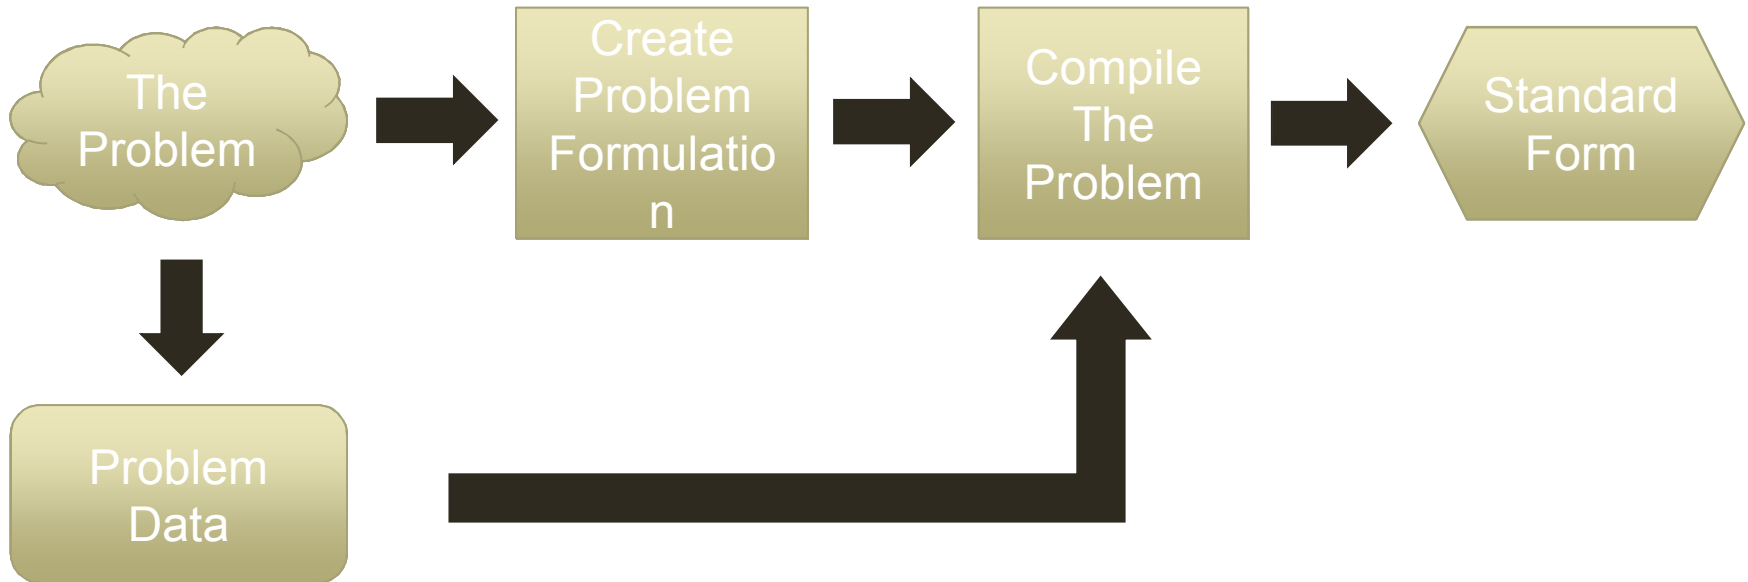 The
Problem
Create
Problem
Formulatio
n
Compile
The
Problem
Standard
Form
Problem
Data